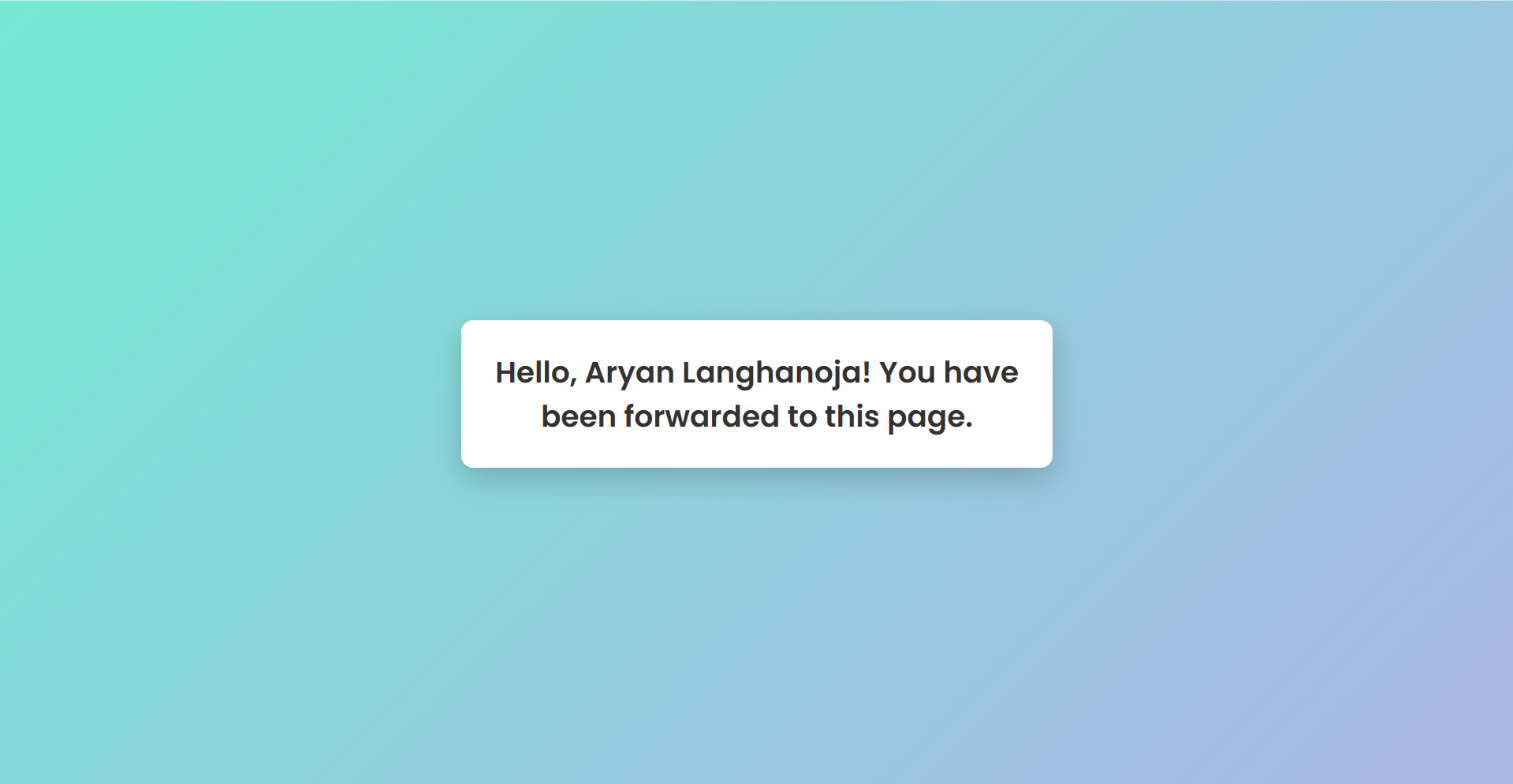 Hello, Aryan Langhanoja! You have
been forwarded to this page.